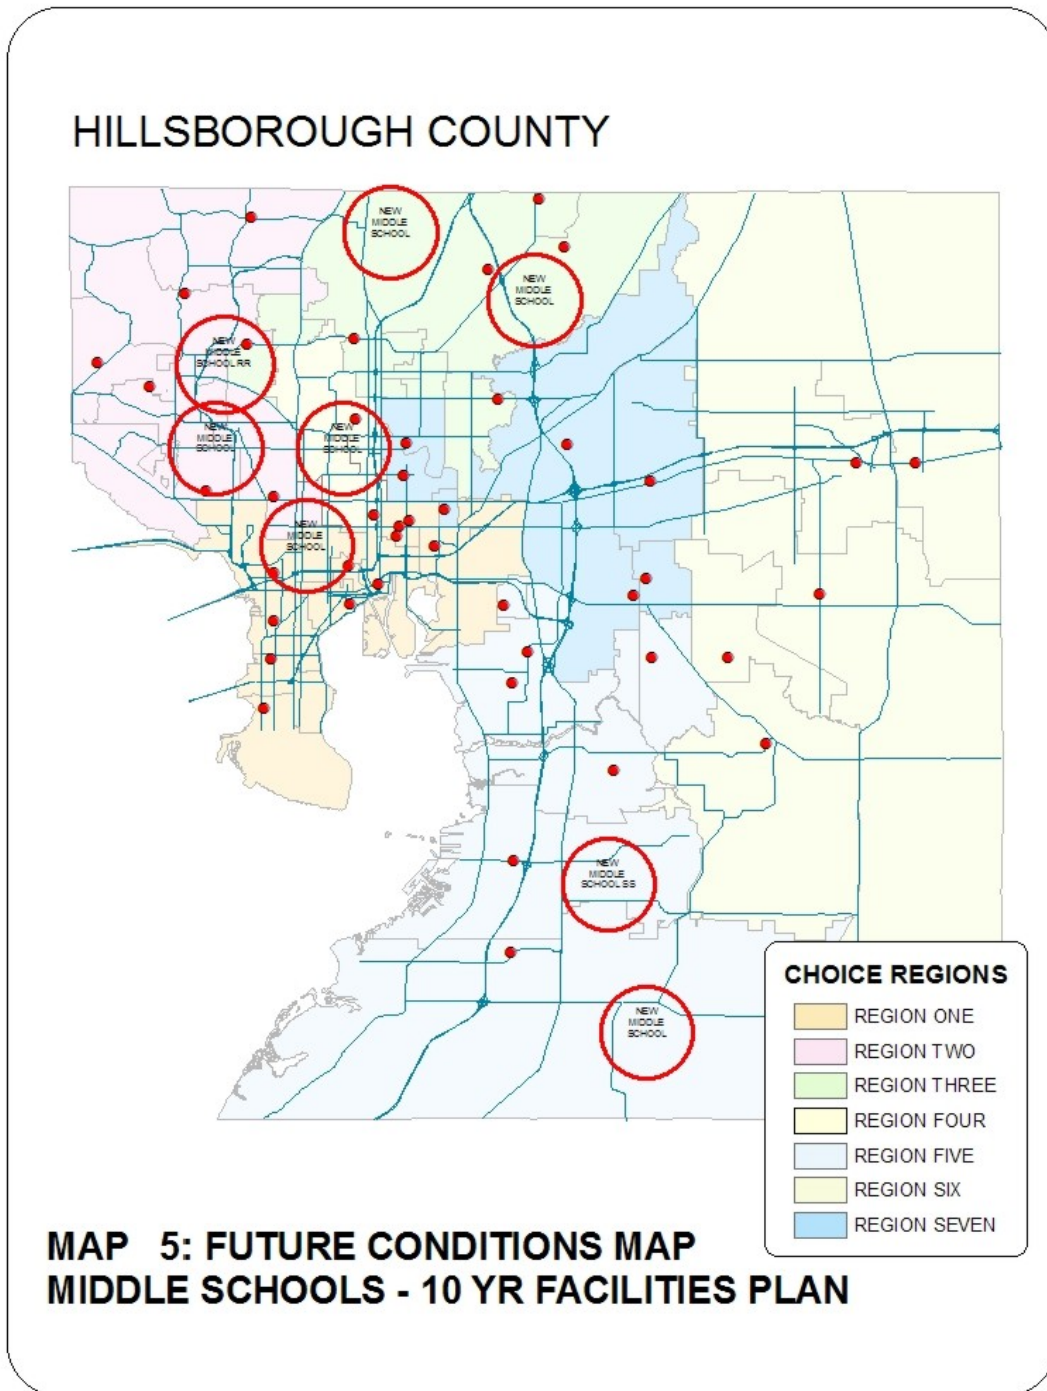 HILLSBOROUGH COUNTY
NEW
MIDDLE
SCHOOL
NEW
MIDDLE
SCHOOL
NEW
MIDDLE
SCHOOL RR
NEW
MIDDLE
SCHOOL
NEW
MIDDLE
SCHOOL
NEW
MIDDLE
SCHOOL
NEW
MIDDLE
SCHOOL SS
NEW
MIDDLE
SCHOOL
CHOICE REGIONS
REGION ONE
REGION TWO
REGION THREE
REGION FOUR
REGION FIVE
REGION SIX
REGION SEVEN
MAP 5: FUTURE CONDITIONS MAP
MIDDLE SCHOOLS - 10 YR FACILITIES PLAN